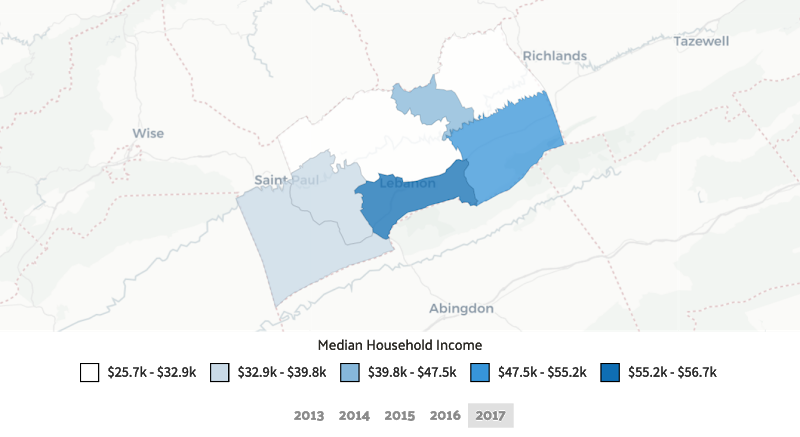 Richlands
Tazewell
Wise
Saint Paul
Lebanon
Abingdon
Median Household Income
$25.7k - $32.9k
$32.9k - $39.8k
$39.8k - $47.5k
$47.5k - $55.2k
$55.2k - $56.7k
2013 2014 2015 2016 2017